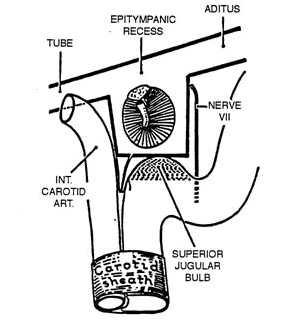 ADITUS
EPITYMPANIC
RECESS
TUBE
NERVE
VII
INT.
CAROTID
ART.
SUPERIOR
JUGULAR
BULB
Carotid
sheath